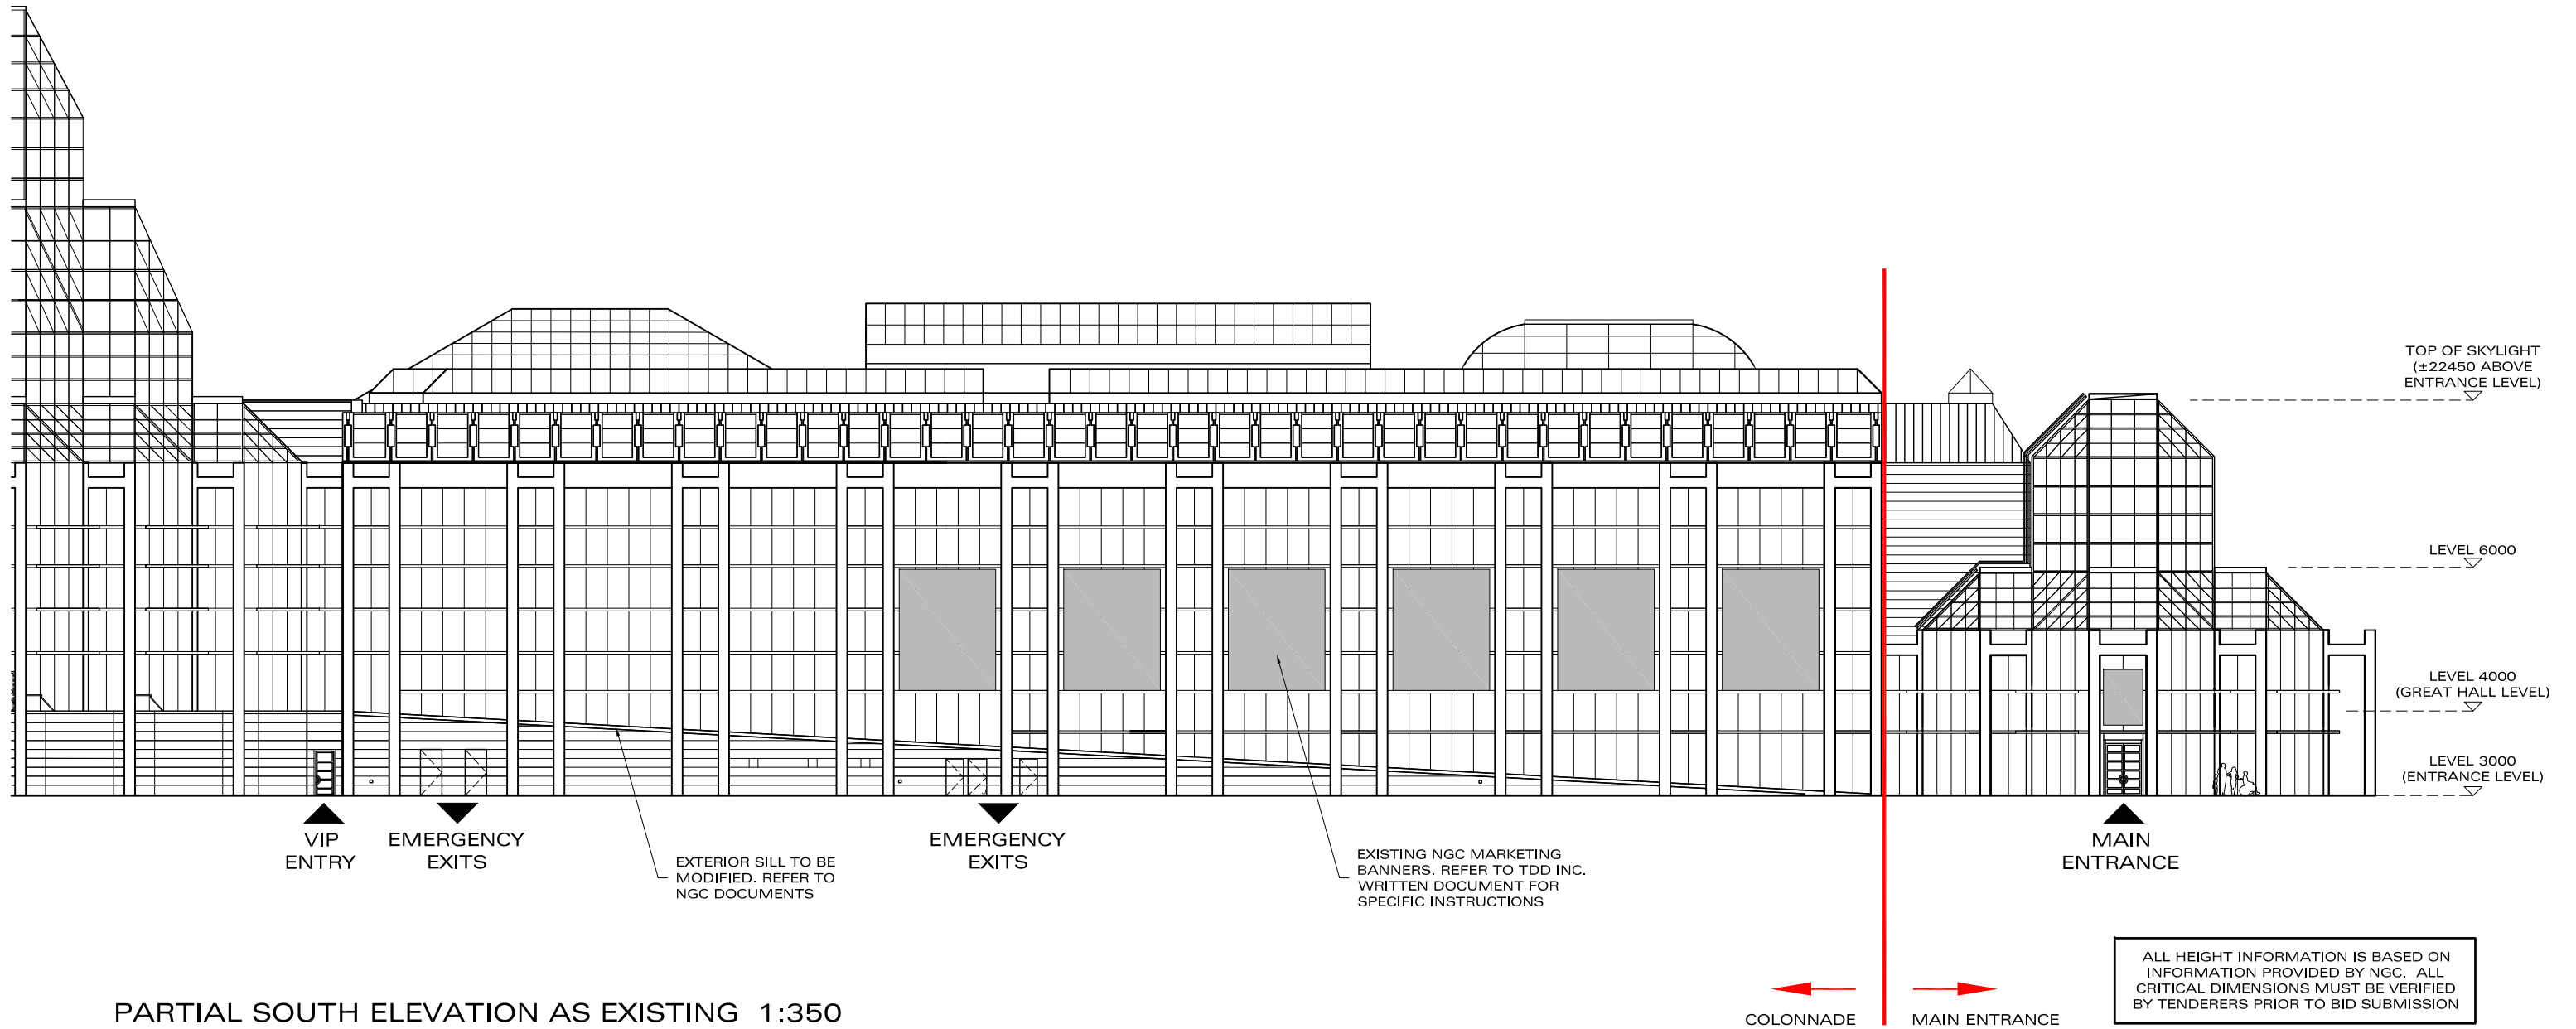 TOP OF SKYLIGHT
(±22450 ABOVE
ENTRANCE LEVEL)
LEVEL 6000
LEVEL 4000
(GREAT HALL LEVEL)
LEVEL 3000
(ENTRANCE LEVEL)
VIP
ENTRY
EMERGENCY
EXITS
EXTERIOR SILL TO BE
MODIFIED. REFER TO
NGC DOCUMENTS
EMERGENCY
EXITS
EXISTING NGC MARKETING
BANNERS. REFER TO TDD INC.
WRITTEN DOCUMENT FOR
SPECIFIC INSTRUCTIONS
MAIN
ENTRANCE
ALL HEIGHT INFORMATION IS BASED ON
INFORMATION PROVIDED BY NGC. ALL
CRITICAL DIMENSIONS MUST BE VERIFIED
BY TENDERERS PRIOR TO BID SUBMISSION
PARTIAL SOUTH ELEVATION AS EXISTING 1:350
COLONNADE
MAIN ENTRANCE